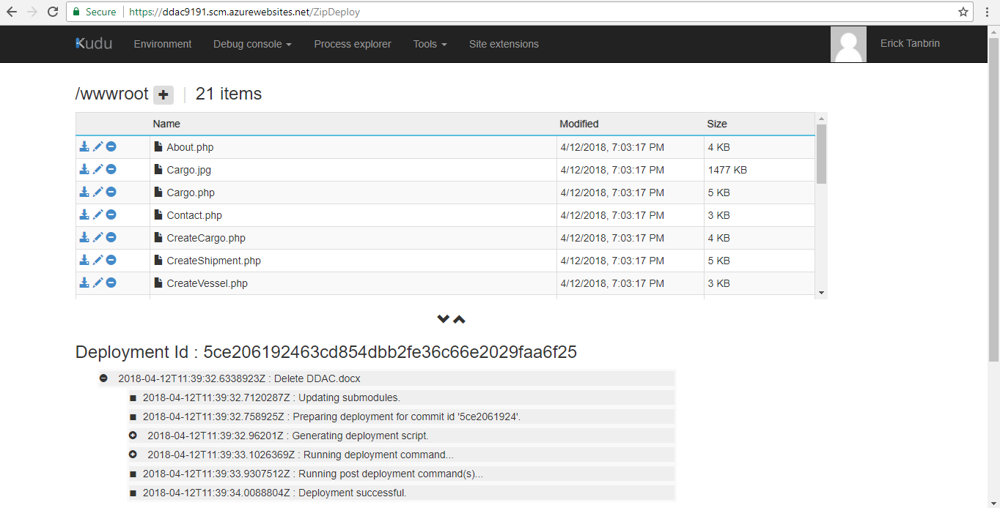 Secure https://ddac9191.scm.azurewebsites.net/ZipDeploy
Kudu Environment Debug console Process explorer Tools Site extensions Erick Tanbrin
/wwwroot 21 items
Name Modified Size
About.php 4/12/2018, 7:03:17 PM 4 KB
Cargo.jpg 4/12/2018, 7:03:17 PM 1477 KB
Cargo.php 4/12/2018, 7:03:17 PM 5 KB
Contact.php 4/12/2018, 7:03:17 PM 3 KB
CreateCargo.php 4/12/2018, 7:03:17 PM 4 KB
CreateShipment.php 4/12/2018, 7:03:17 PM 5 KB
CreateVessel.php 4/12/2018, 7:03:17 PM 3 KB
Deployment Id : 5ce206192463cd854dbb2fe36c66e2029faa6f25
2018-04-12T11:39:32.6338923Z : Delete DDAC.docx
2018-04-12T11:39:32.7120287Z : Updating submodules.
2018-04-12T11:39:32.758925Z : Preparing deployment for commit id '5ce2061924'.
2018-04-12T11:39:32.96201Z : Generating deployment script.
2018-04-12T11:39:33.1026369Z : Running deployment command...
2018-04-12T11:39:33.9307512Z : Running post deployment command(s)...
2018-04-12T11:39:34.0088804Z : Deployment successful.